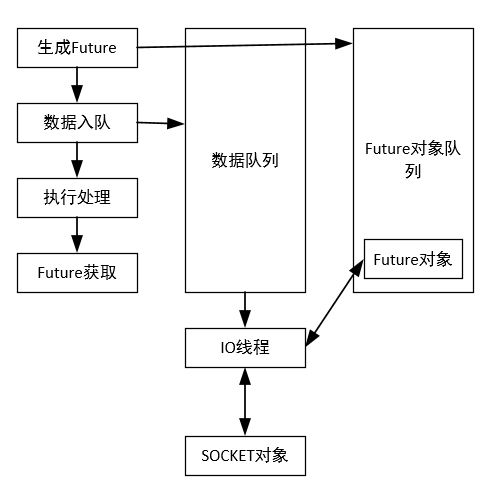 生成Future
数据入队
执行处理
Future获取
数据队列
Future对象队
列
Future对象
IO线程
SOCKET对象